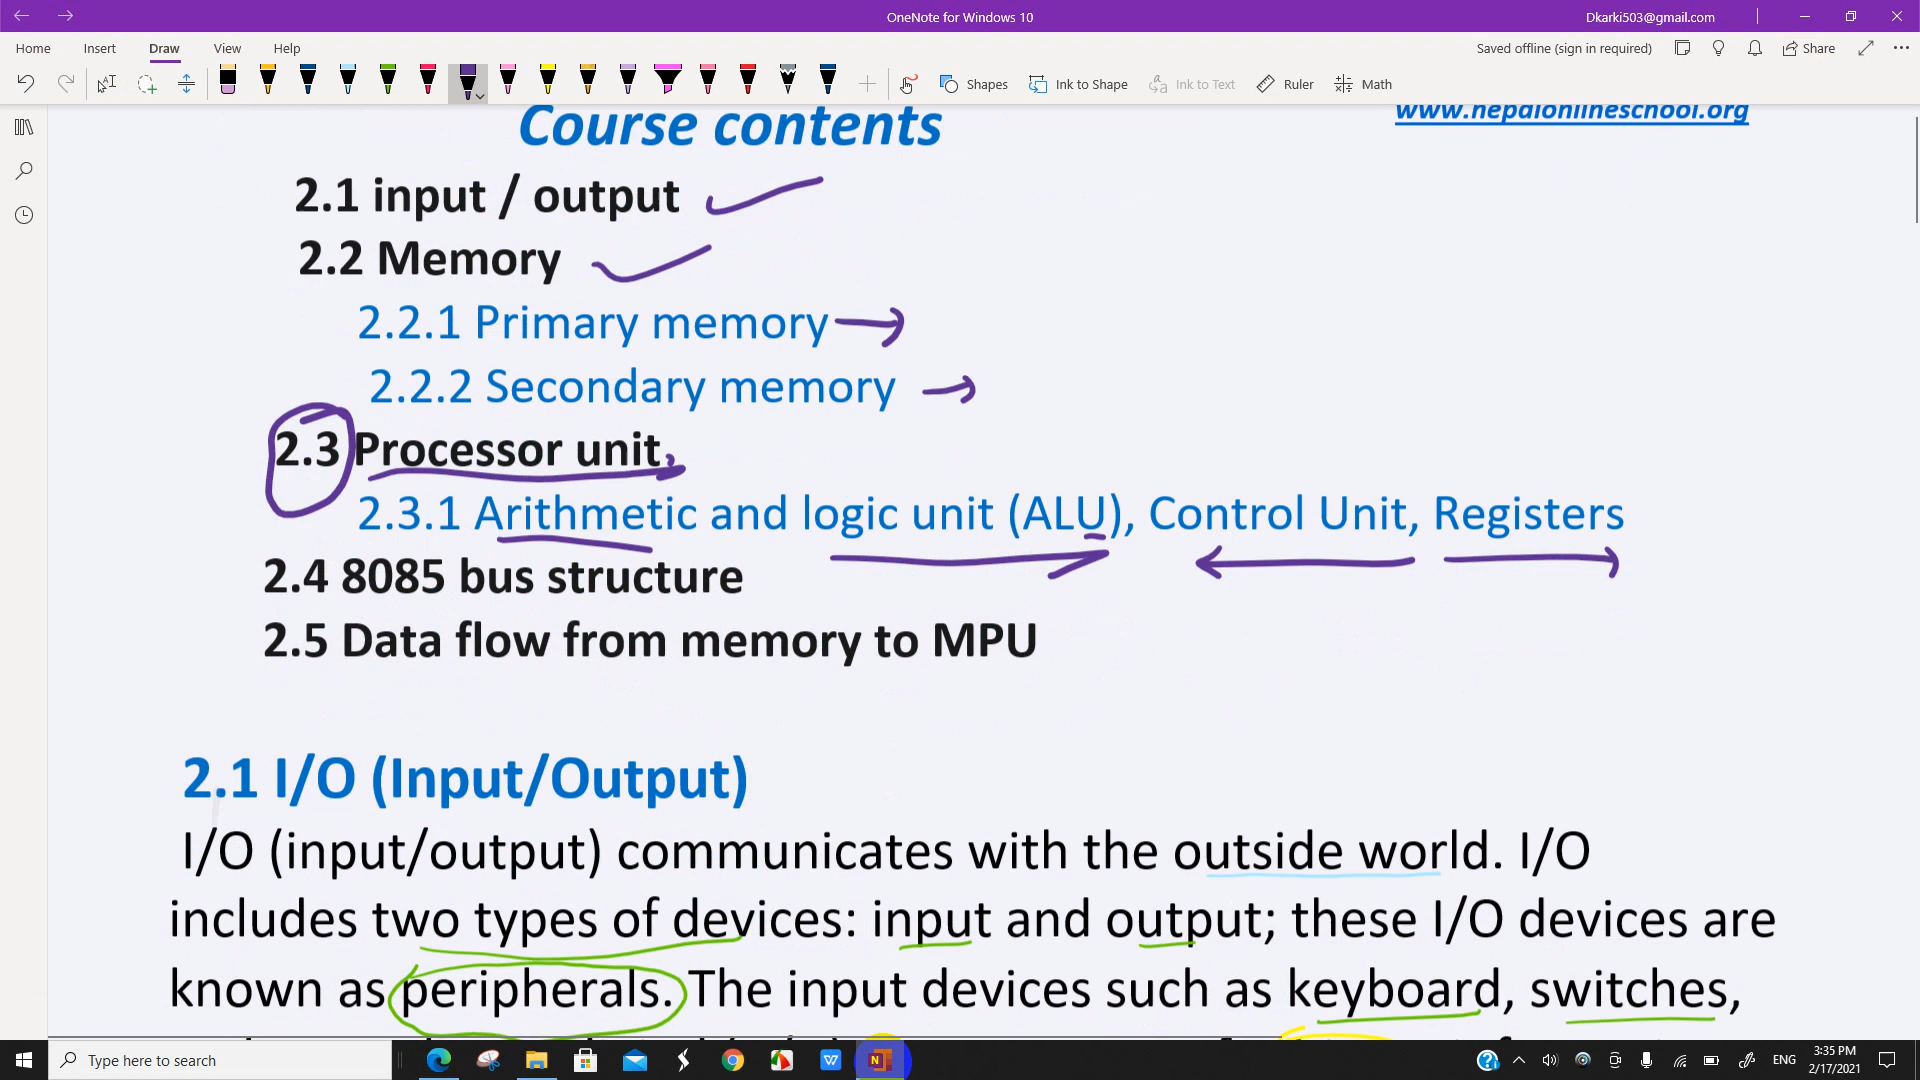 OneNote for Windows 10
Dkarki503@gmail.com
Home Insert Draw View Help
Saved offline (sign in required)
Share
Shapes
Ink to Shape
Ink to Text
Ruler
Math
Course contents
www.nepalonlineschool.org
2.1 input / output
2.2 Memory
2.2.1 Primary memory
2.2.2 Secondary memory
2.3 Processor unit,
2.3.1 Arithmetic and logic unit (ALU), Control Unit, Registers
2.4 8085 bus structure
2.5 Data flow from memory to MPU
2.1 I/O (Input/Output)
I/O (input/output) communicates with the outside world. I/O
includes two types of devices: input and output; these I/O devices are
known as peripherals. The input devices such as keyboard, switches,
Type here to search
ENG
3:35 PM
2/17/2021